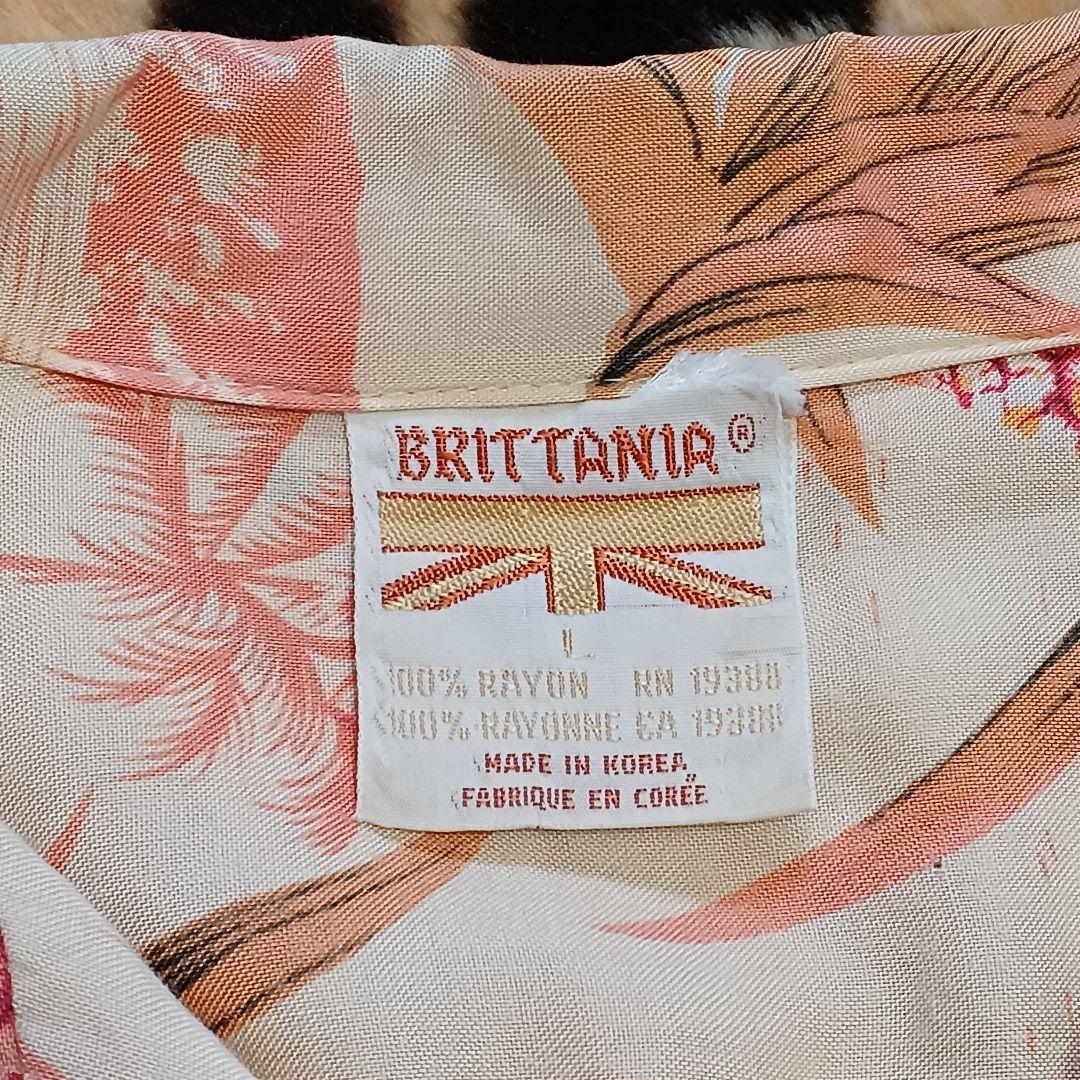 BRITTANIA ®
L
100% RAYON RN 19388
100% RAYONNE CA 19388
MADE IN KOREA
FABRIQUE EN CORÉE